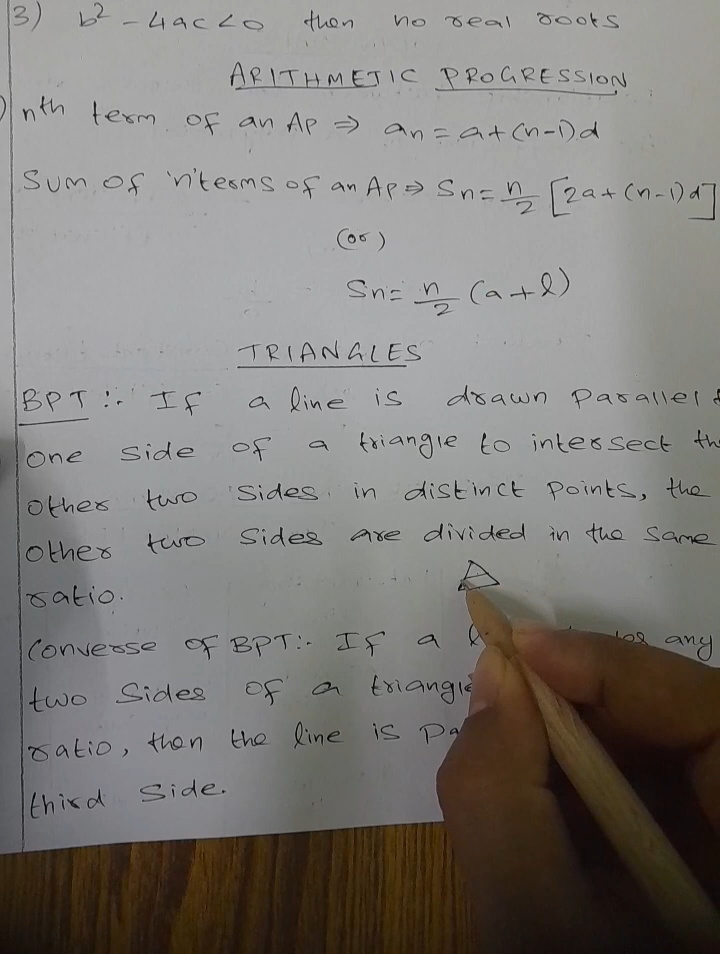 3) b² - 4ac < 0 then no real roots
ARITHMETIC PROGRESSION
nth term of an AP ⇒ an = a + (n-1)d
Sum of 'n' terms of an AP ⇒ Sn = n/2 [2a + (n-1)d]
(or)
Sn = n/2 (a + l)
TRIANGLES
BPT :- If a line is drawn parallel
one side of a triangle to intersect the
other two sides in distinct points, the
other two sides are divided in the same
ratio.
Converse of BPT :- If a any
two sides of a triangle
ratio, then the line is
third side.